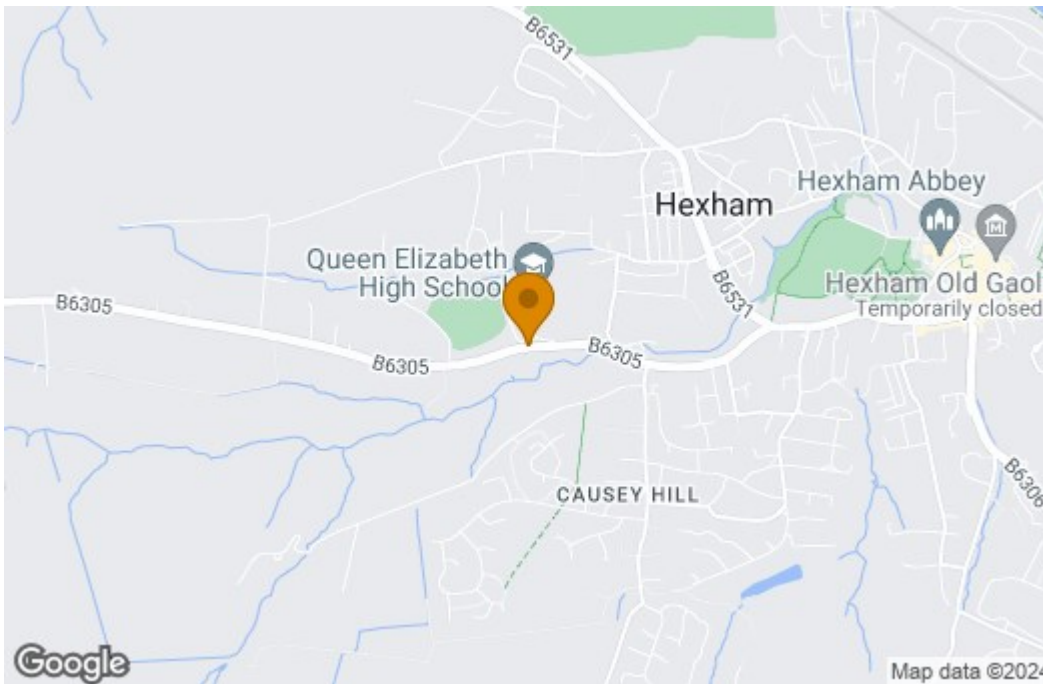 B6531
Hexham Abbey
Hexham
Queen Elizabeth
High School
Hexham Old Gaol
Temporarily closed
B6531
B6305
B6305
B6305
CAUSEY HILL
B6306
Google
Map data ©2024